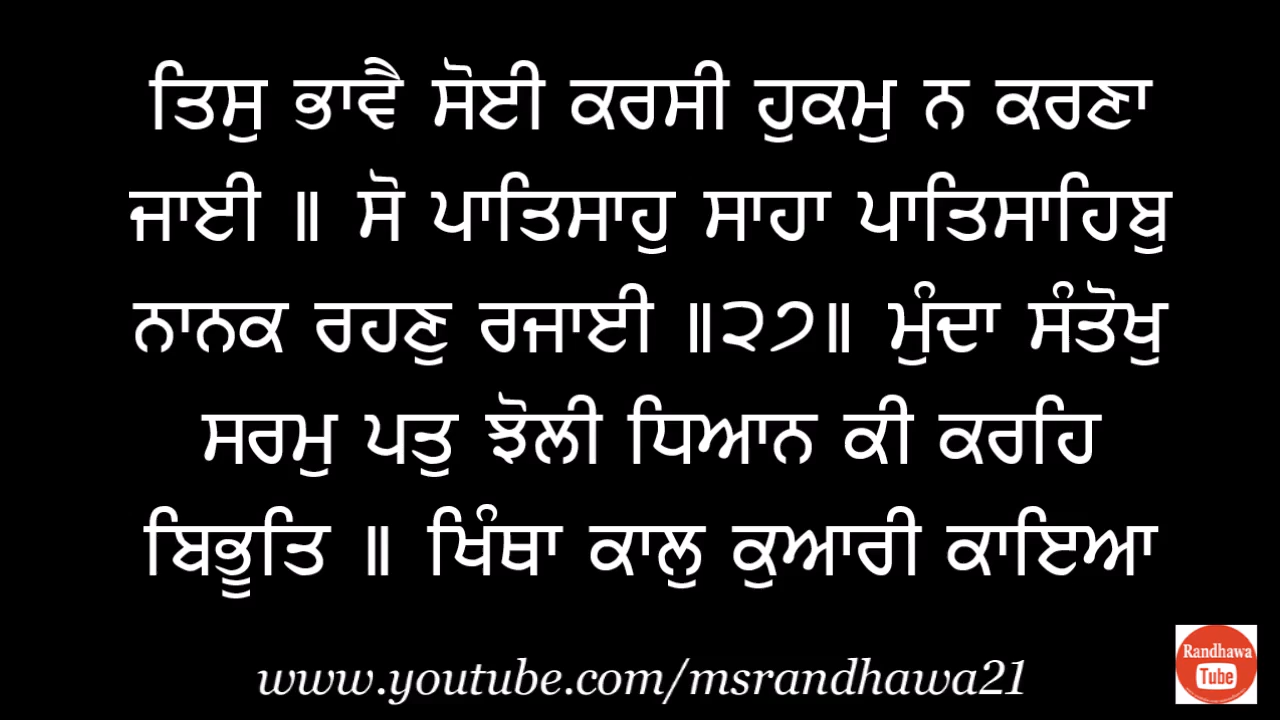 ਤਿਸੁ ਭਾਵੈ ਸੋਈ ਕਰਸੀ ਹੁਕਮੁ ਨ ਕਰਣਾ
ਜਾਈ ॥ ਸੋ ਪਾਤਿਸਾਹੁ ਸਾਹਾ ਪਾਤਿਸਾਹਿਬੁ
ਨਾਨਕ ਰਹਣੁ ਰਜਾਈ ॥੨੭॥ ਮੁੰਦਾ ਸੰਤੋਖੁ
ਸਰਮੁ ਪਤੁ ਝੋਲੀ ਧਿਆਨ ਕੀ ਕਰਹਿ
ਬਿਭੂਤਿ ॥ ਖਿੰਥਾ ਕਾਲੁ ਕੁਆਰੀ ਕਾਇਆ
www.youtube.com/msrandhawa21
Randhawa
Tube